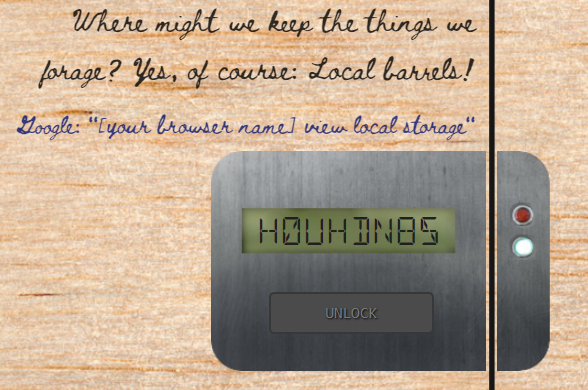 Where might we keep the things we
forage? Yes, of course: Local barrels!
Google: "[your browser name] view local storage"
H0UHDN8S
UNLOCK